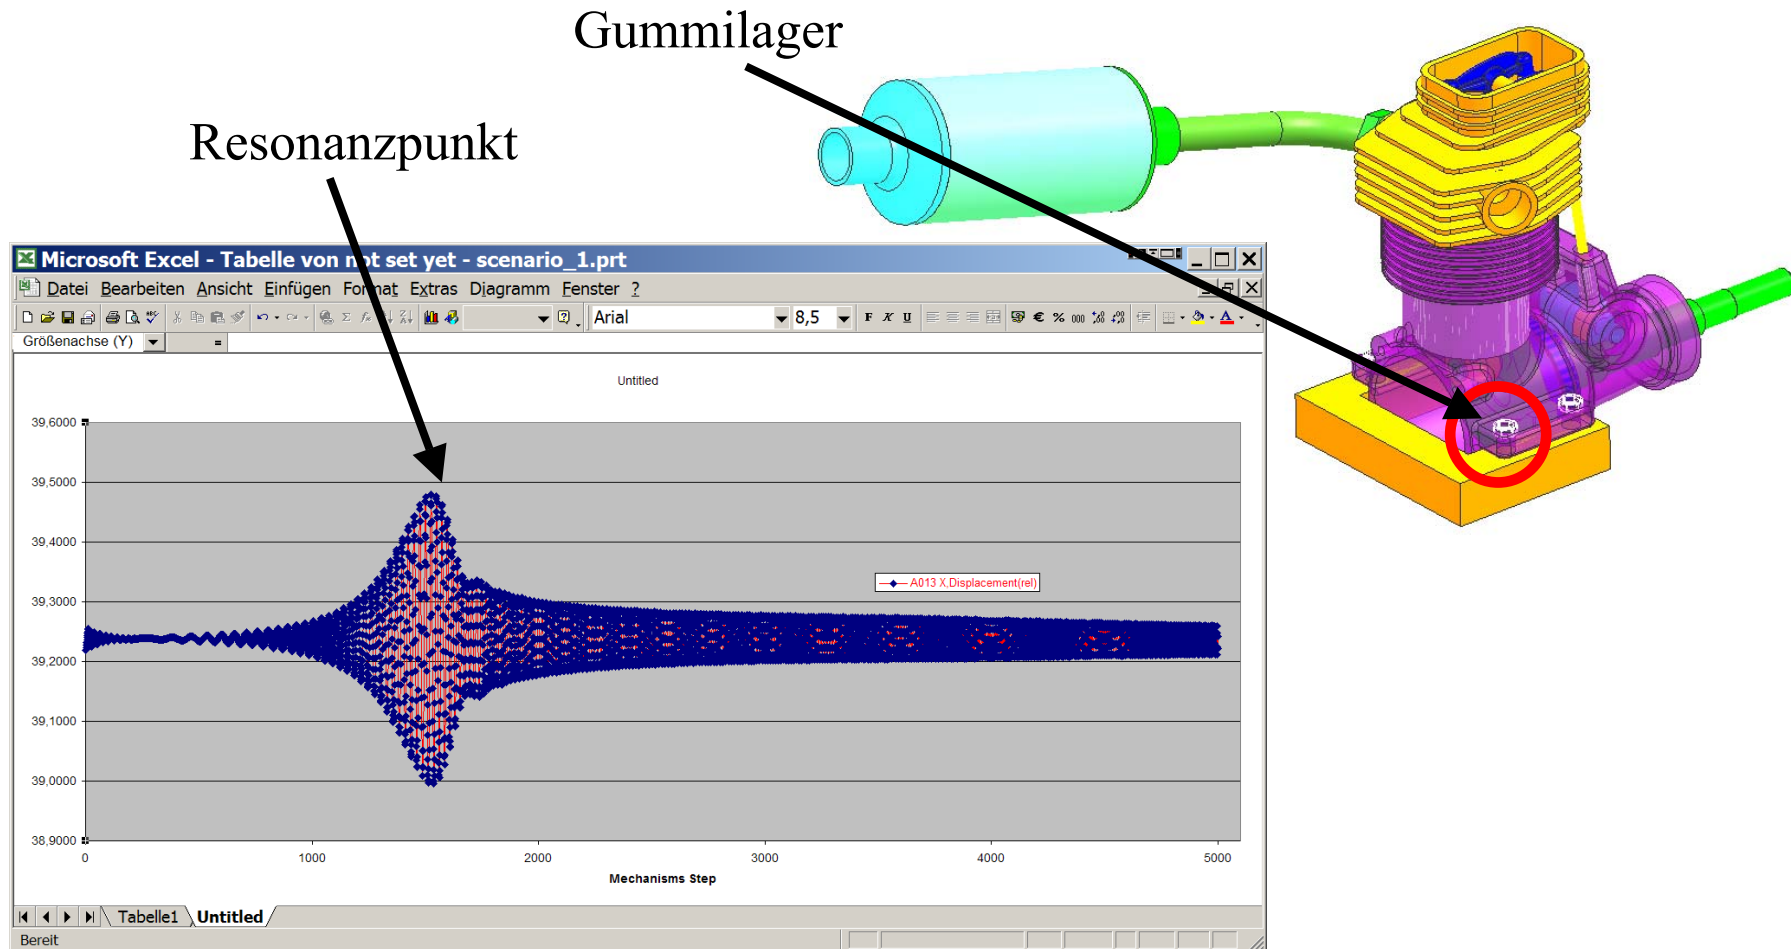 Gummilager
Resonanzpunkt
Microsoft Excel - Tabelle von not set yet - scenario_1.prt
Datei Bearbeiten Ansicht Einfügen Format Extras Diagramm Fenster ?
Arial 8,5 F K U € % 000
Größenachse (Y) =
Untitled
39,6000
39,5000
39,4000
39,3000
39,2000
39,1000
39,0000
38,9000
A013 X.Displacement(rel)
0 1000 2000 3000 4000 5000
Mechanisms Step
Tabelle1 Untitled
Bereit